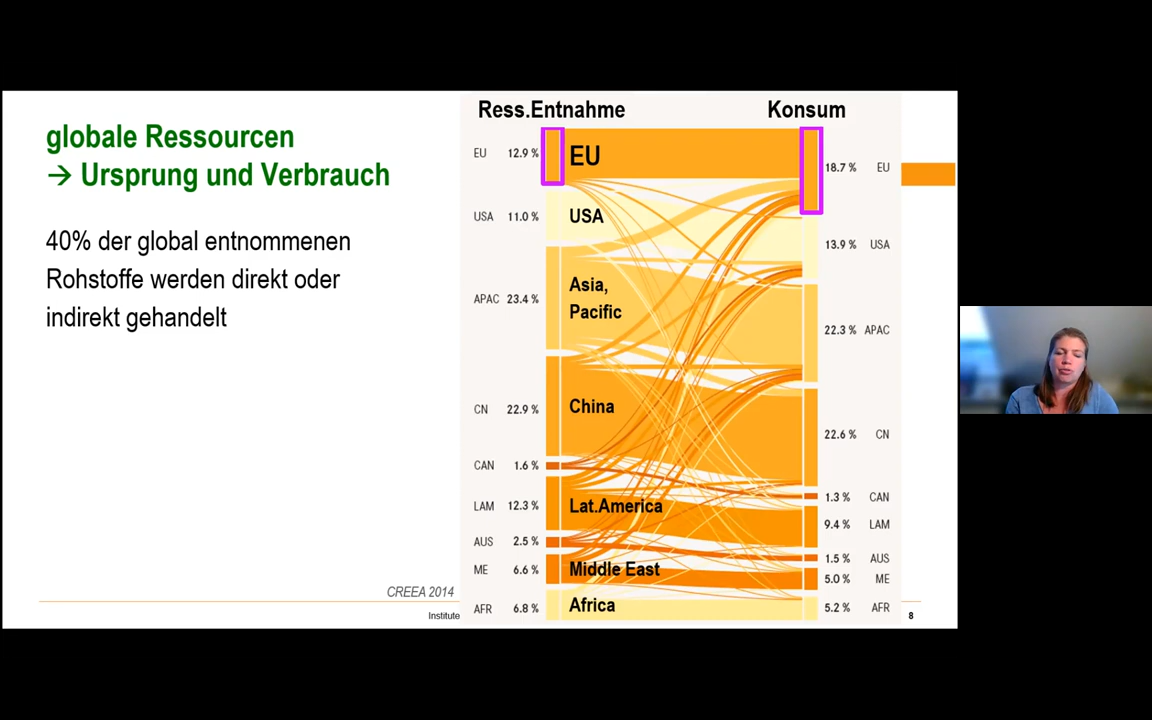 globale Ressourcen
→ Ursprung und Verbrauch
40% der global entnommenen
Rohstoffe werden direkt oder
indirekt gehandelt
CREEA 2014
Institute
8
Ress.Entnahme
Konsum
EU 12.9 %
USA 11.0 %
APAC 23.4 %
CN 22.9 %
CAN 1.6 %
LAM 12.3 %
AUS 2.5 %
ME 6.6 %
AFR 6.8 %
EU
USA
Asia,
Pacific
China
Lat.America
Middle East
Africa
18.7 % EU
13.9 % USA
22.3 % APAC
22.6 % CN
1.3 % CAN
9.4 % LAM
1.5 % AUS
5.0 % ME
5.2 % AFR